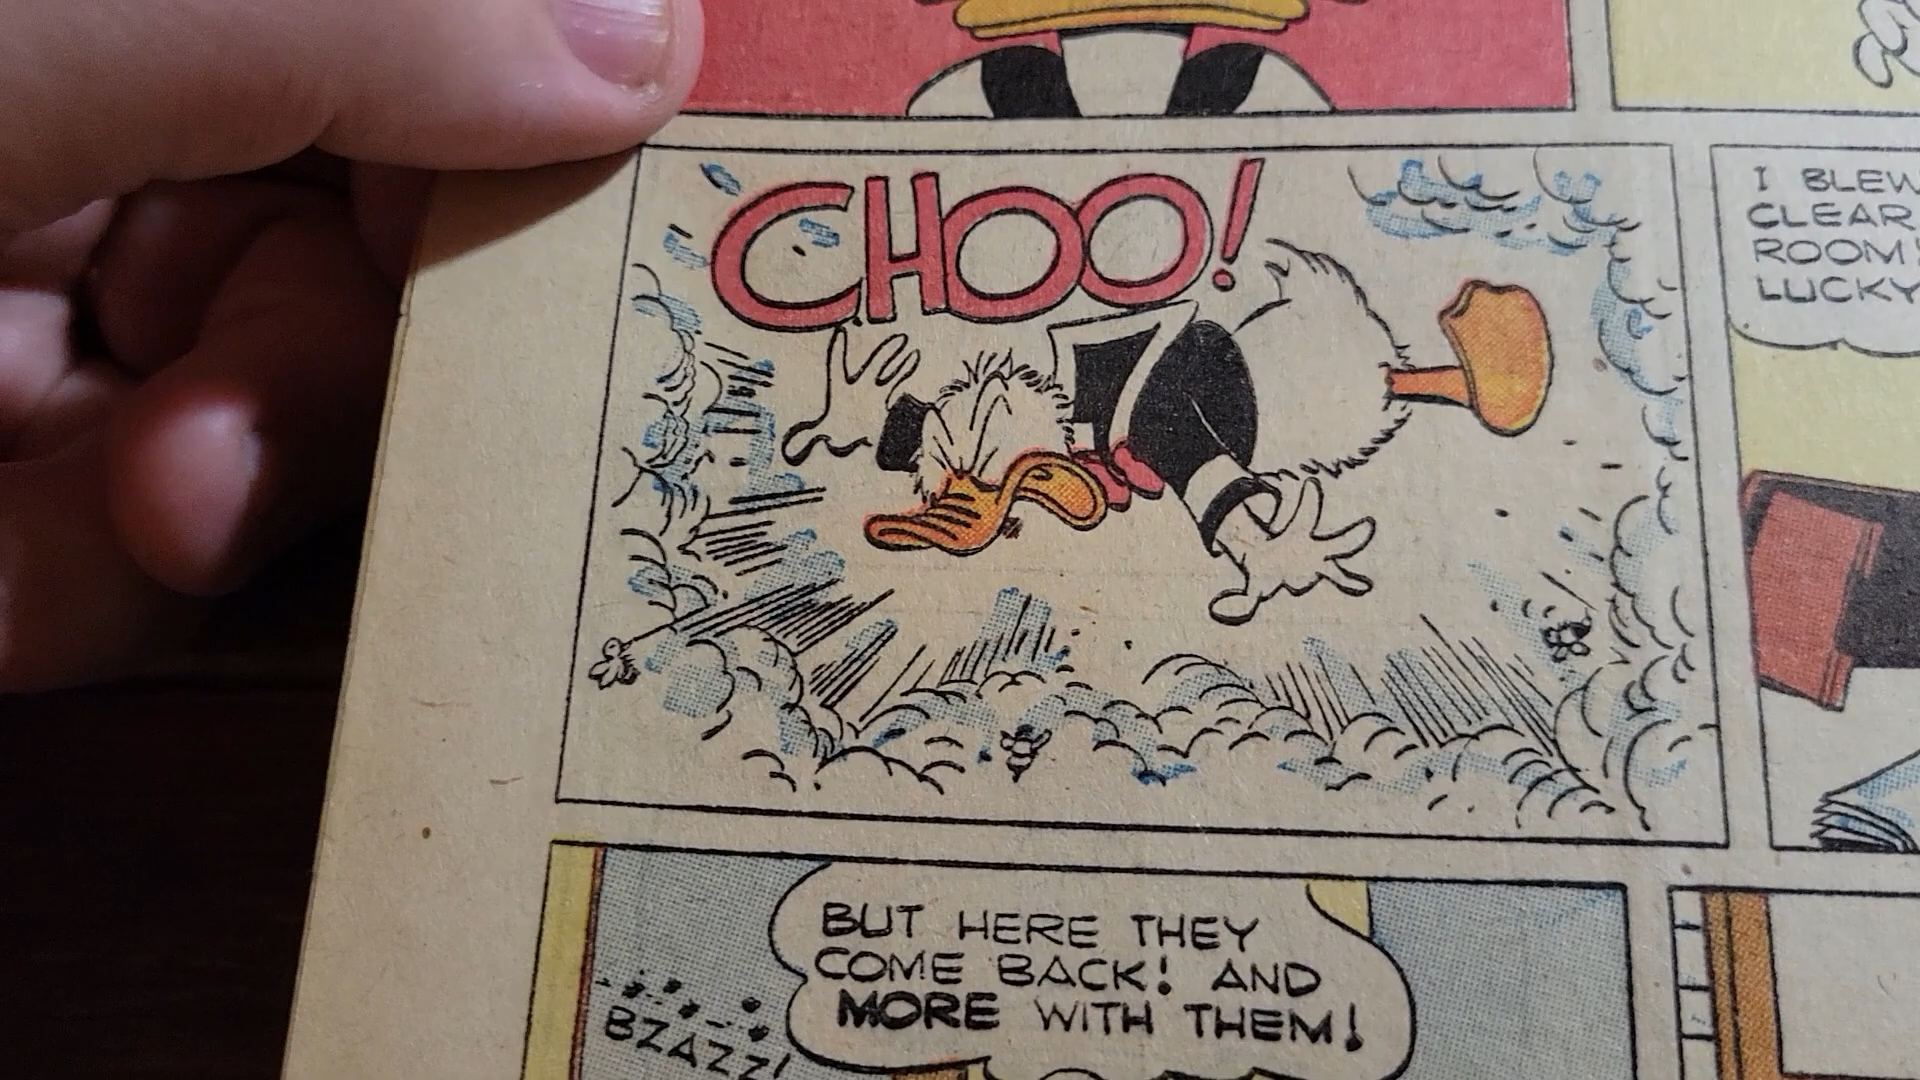 CHOO!
I BLEW
CLEAR
ROOM!
LUCKY
BUT HERE THEY
COME BACK! AND
MORE WITH THEM!
BZAZZ!